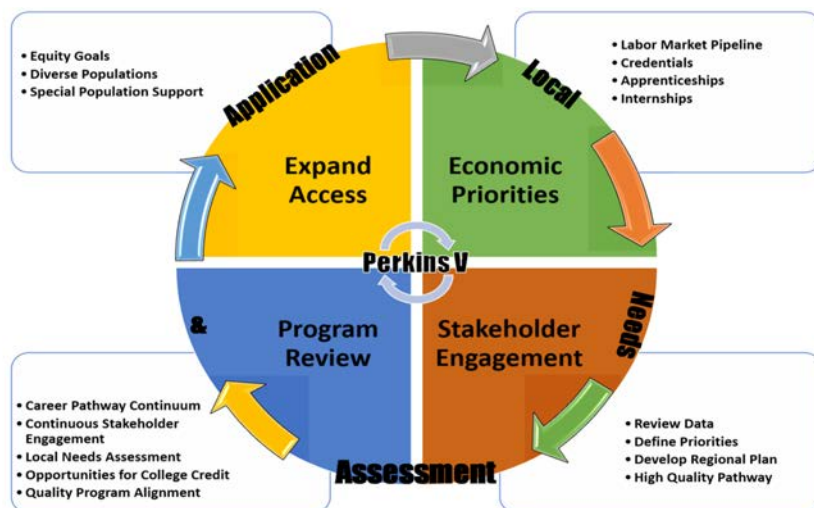 • Equity Goals
• Diverse Populations
• Special Population Support
Application
Local
• Labor Market Pipeline
• Credentials
• Apprenticeships
• Internships
Expand
Access
Economic
Priorities
Perkins V
&
Program
Review
Stakeholder
Engagement
Needs
• Career Pathway Continuum
• Continuous Stakeholder
Engagement
• Local Needs Assessment
• Opportunities for College Credit
• Quality Program Alignment
Assessment
• Review Data
• Define Priorities
• Develop Regional Plan
• High Quality Pathway